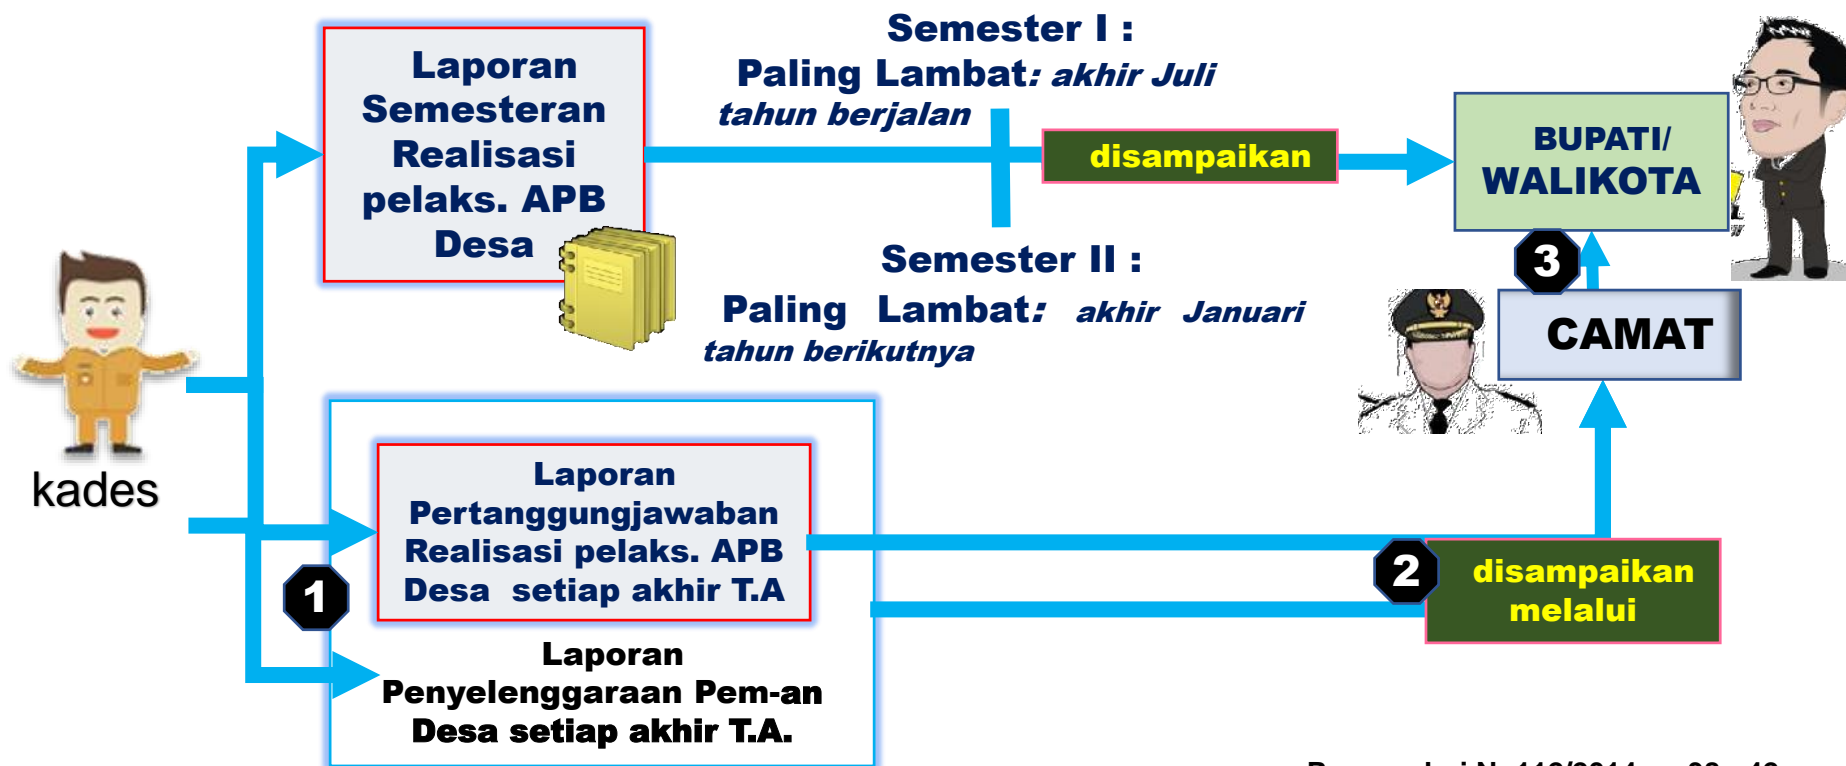 Laporan
Semesteran
Realisasi
pelaks. APB
Desa
Semester I :
Paling Lambat: akhir Juli
tahun berjalan
disampaikan
BUPATI/
WALIKOTA
Semester II :
Paling Lambat: akhir Januari
tahun berikutnya
3
CAMAT
kades
1
Laporan
Pertanggungjawaban
Realisasi pelaks. APB
Desa setiap akhir T.A
Laporan
Penyelenggaraan Pem-an
Desa setiap akhir T.A.
2
disampaikan
melalui